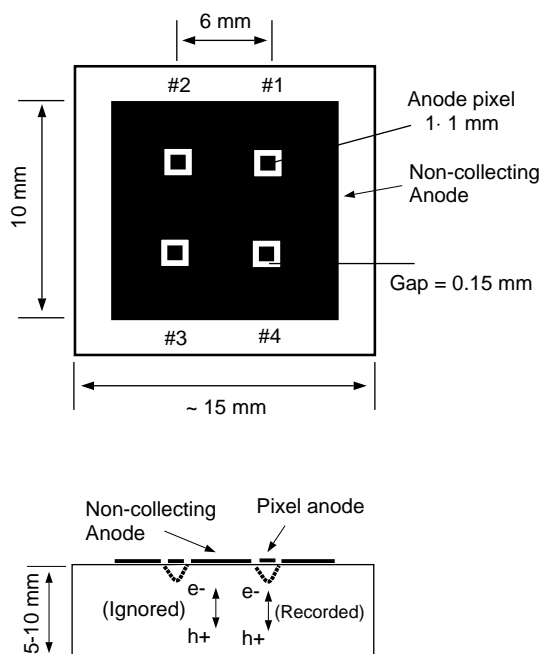 6 mm
#2
#1
Anode pixel
1· 1 mm
Non-collecting
Anode
10 mm
Gap = 0.15 mm
#3
#4
~ 15 mm
Non-collecting
Anode
Pixel anode
5-10 mm
(Ignored)
e-
h+
e-
h+
(Recorded)